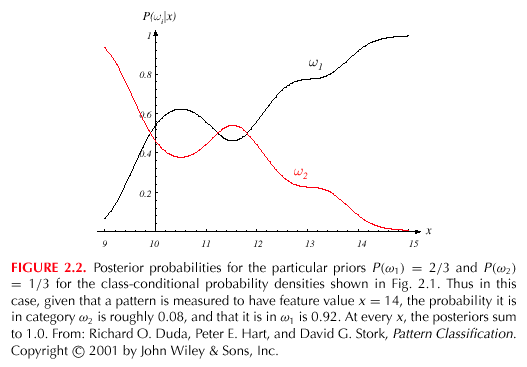 P(ωᵢ|x)
1
ω₁
0.8
0.6
0.4
ω₂
0.2
x
9 10 11 12 13 14 15
FIGURE 2.2. Posterior probabilities for the particular priors P(ω₁) = 2/3 and P(ω₂)
= 1/3 for the class-conditional probability densities shown in Fig. 2.1. Thus in this
case, given that a pattern is measured to have feature value x = 14, the probability it is
in category ω₂ is roughly 0.08, and that it is in ω₁ is 0.92. At every x, the posteriors sum
to 1.0. From: Richard O. Duda, Peter E. Hart, and David G. Stork, Pattern Classification.
Copyright © 2001 by John Wiley & Sons, Inc.